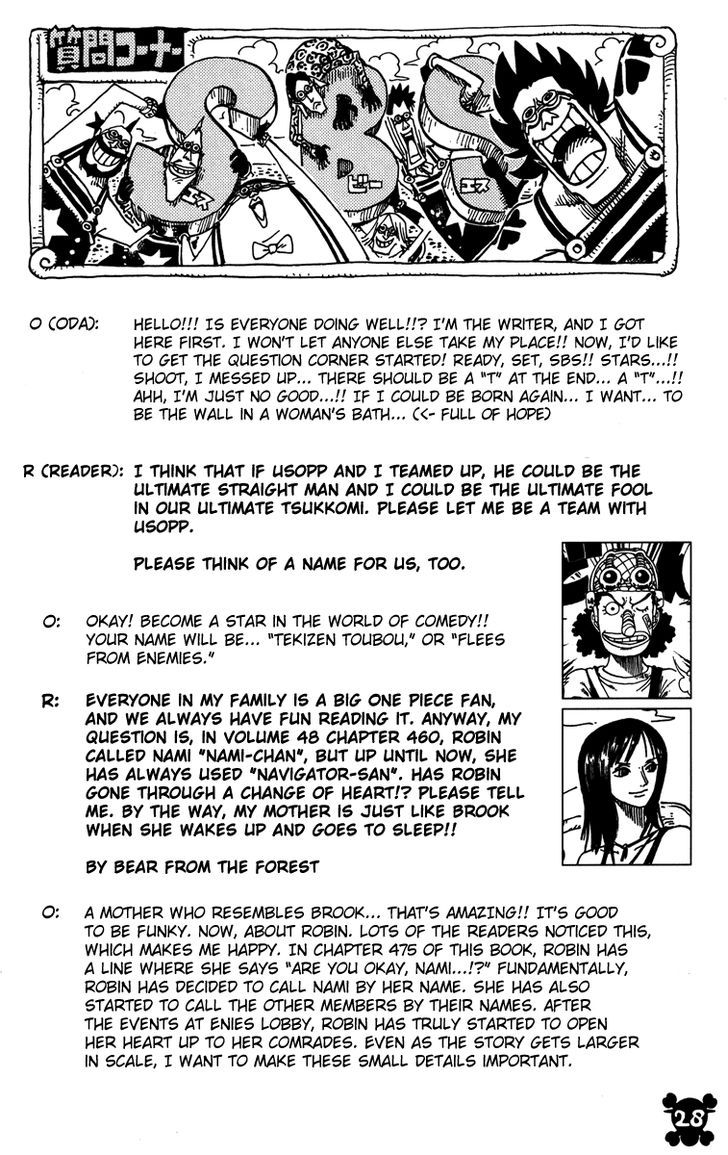 質問コーナー
S B S
エス ビー エス
O (ODA): HELLO!!! IS EVERYONE DOING WELL!!? I'M THE WRITER, AND I GOT
HERE FIRST. I WON'T LET ANYONE ELSE TAKE MY PLACE!! NOW, I'D LIKE
TO GET THE QUESTION CORNER STARTED! READY, SET, SBS!! STARS...!!
SHOOT, I MESSED UP... THERE SHOULD BE A "T" AT THE END... A "T"...!!
AHH, I'M JUST NO GOOD...!! IF I COULD BE BORN AGAIN... I WANT... TO
BE THE WALL IN A WOMAN'S BATH... (<- FULL OF HOPE)
R (READER): I THINK THAT IF USOPP AND I TEAMED UP, HE COULD BE THE
ULTIMATE STRAIGHT MAN AND I COULD BE THE ULTIMATE FOOL
IN OUR ULTIMATE TSUKKOMI. PLEASE LET ME BE A TEAM WITH
USOPP.
PLEASE THINK OF A NAME FOR US, TOO.
O: OKAY! BECOME A STAR IN THE WORLD OF COMEDY!!
YOUR NAME WILL BE... "TEKIZEN TOUBOU," OR "FLEES
FROM ENEMIES."
R: EVERYONE IN MY FAMILY IS A BIG ONE PIECE FAN,
AND WE ALWAYS HAVE FUN READING IT. ANYWAY, MY
QUESTION IS, IN VOLUME 48 CHAPTER 460, ROBIN
CALLED NAMI "NAMI-CHAN", BUT UP UNTIL NOW, SHE
HAS ALWAYS USED "NAVIGATOR-SAN". HAS ROBIN
GONE THROUGH A CHANGE OF HEART!? PLEASE TELL
ME. BY THE WAY, MY MOTHER IS JUST LIKE BROOK
WHEN SHE WAKES UP AND GOES TO SLEEP!!
BY BEAR FROM THE FOREST
O: A MOTHER WHO RESEMBLES BROOK... THAT'S AMAZING!! IT'S GOOD
TO BE FUNKY. NOW, ABOUT ROBIN. LOTS OF THE READERS NOTICED THIS,
WHICH MAKES ME HAPPY. IN CHAPTER 475 OF THIS BOOK, ROBIN HAS
A LINE WHERE SHE SAYS "ARE YOU OKAY, NAMI...!?" FUNDAMENTALLY,
ROBIN HAS DECIDED TO CALL NAMI BY HER NAME. SHE HAS ALSO
STARTED TO CALL THE OTHER MEMBERS BY THEIR NAMES. AFTER
THE EVENTS AT ENIES LOBBY, ROBIN HAS TRULY STARTED TO OPEN
HER HEART UP TO HER COMRADES. EVEN AS THE STORY GETS LARGER
IN SCALE, I WANT TO MAKE THESE SMALL DETAILS IMPORTANT.
28